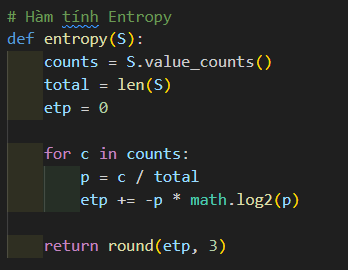 # Hàm tính Entropy
def entropy(S):
    counts = S.value_counts()
    total = len(S)
    etp = 0

    for c in counts:
        p = c / total
        etp += -p * math.log2(p)

    return round(etp, 3)